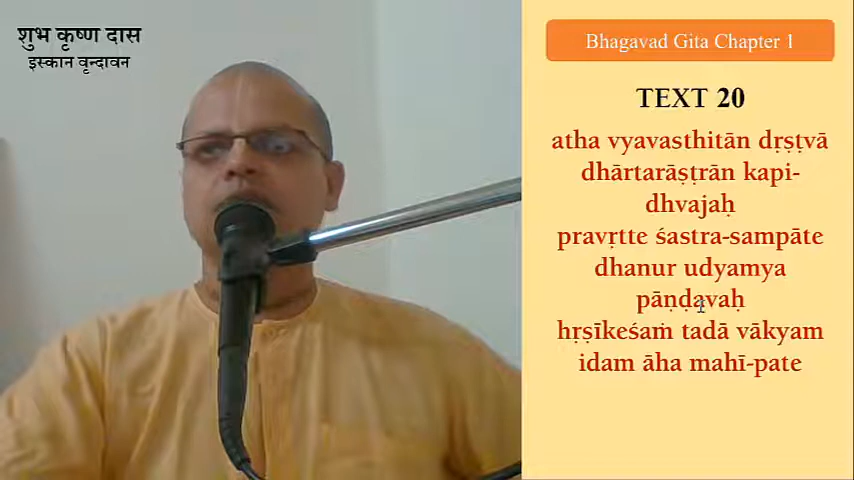 शुभ कृष्ण दास
इस्कान वृन्दावन
Bhagavad Gita Chapter 1
TEXT 20
atha vyavasthitān dṛṣṭvā
dhārtarāṣṭrān kapi-
dhvajaḥ
pravṛtte śastra-sampāte
dhanur udyamya
pāṇḍavaḥ
hṛṣīkeśaṁ tadā vākyam
idam āha mahī-pate